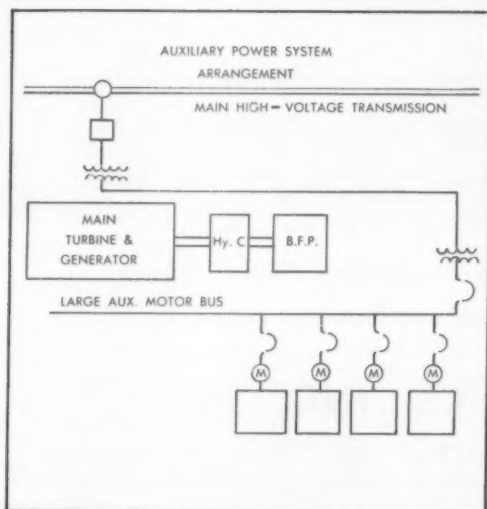 AUXILIARY POWER SYSTEM
ARRANGEMENT
MAIN HIGH-VOLTAGE TRANSMISSION
MAIN
TURBINE &
GENERATOR
Hy. C
B.F.P.
LARGE AUX. MOTOR BUS
M
M
M
M